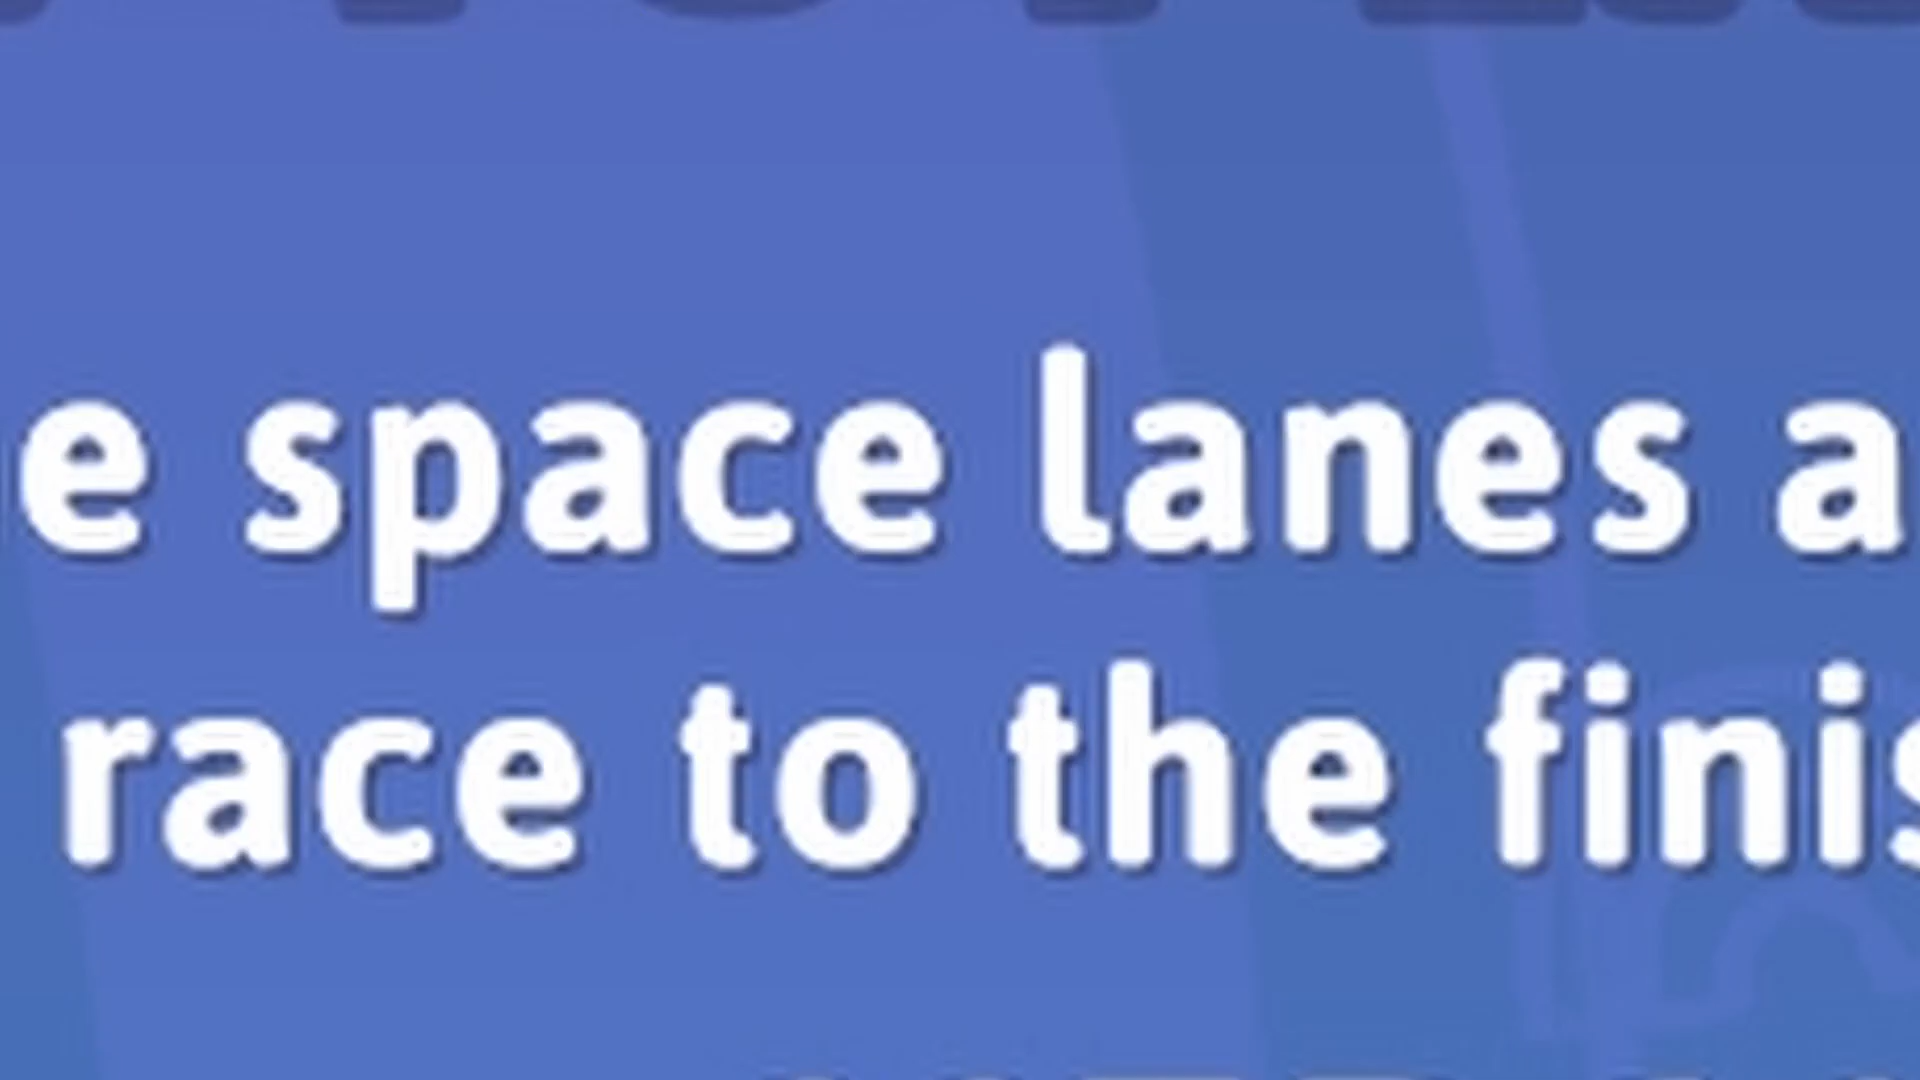 e space lanes a
race to the finis